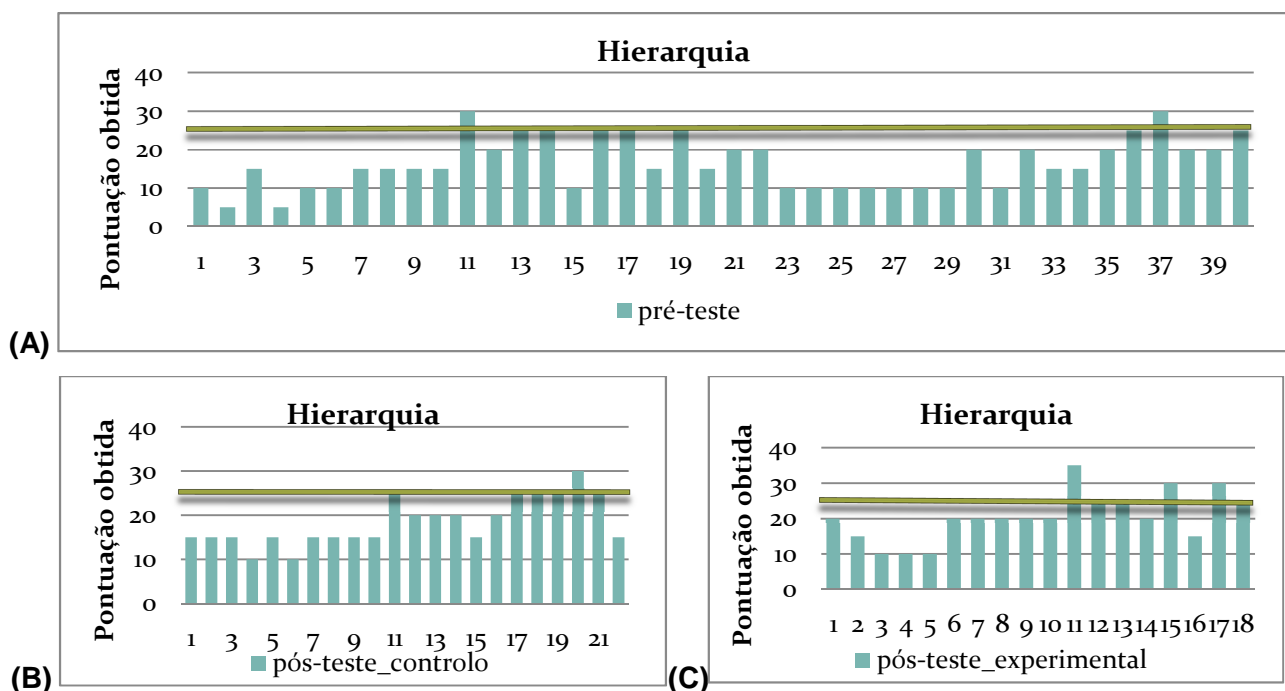 Hierarquia
Pontuação obtida
40
30
20
10
0
1 3 5 7 9 11 13 15 17 19 21 23 25 27 29 31 33 35 37 39
pré-teste
(A)
Hierarquia
Pontuação obtida
40
30
20
10
0
1 3 5 7 9 11 13 15 17 19 21
pós-teste_controlo
(B)
Hierarquia
Pontuação obtida
40
30
20
10
0
1 2 3 4 5 6 7 8 9 10 11 12 13 14 15 16 17 18
pós-teste_experimental
(C)